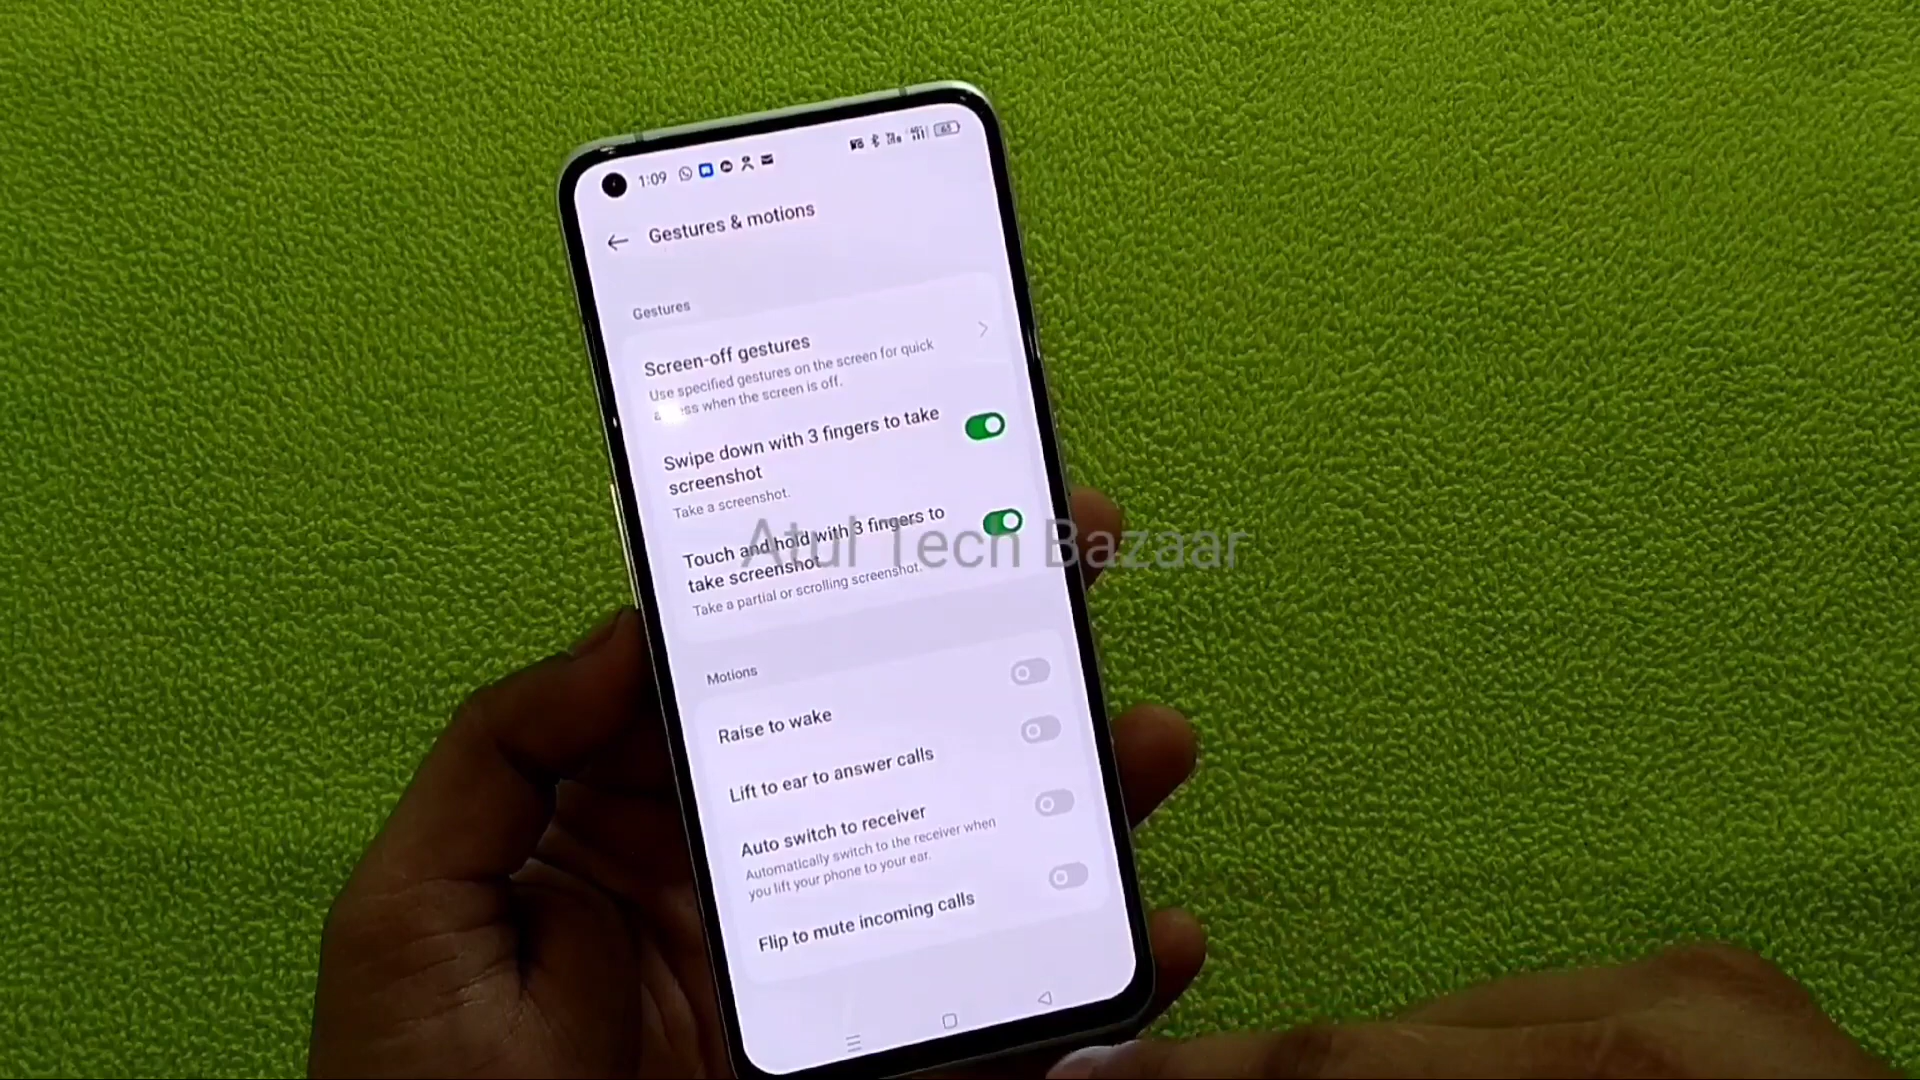 1:09
65
Gestures & motions
Gestures
Screen-off gestures
Use specified gestures on the screen for quick
when the screen is off.
Swipe down with 3 fingers to take
screenshot
Take a screenshot.
Touch and hold with 3 fingers to
take screenshot
Take a partial or scrolling screenshot.
Atul Tech Bazaar
Motions
Raise to wake
Lift to ear to answer calls
Auto switch to receiver
Automatically switch to the receiver when
you lift your phone to your ear.
Flip to mute incoming calls